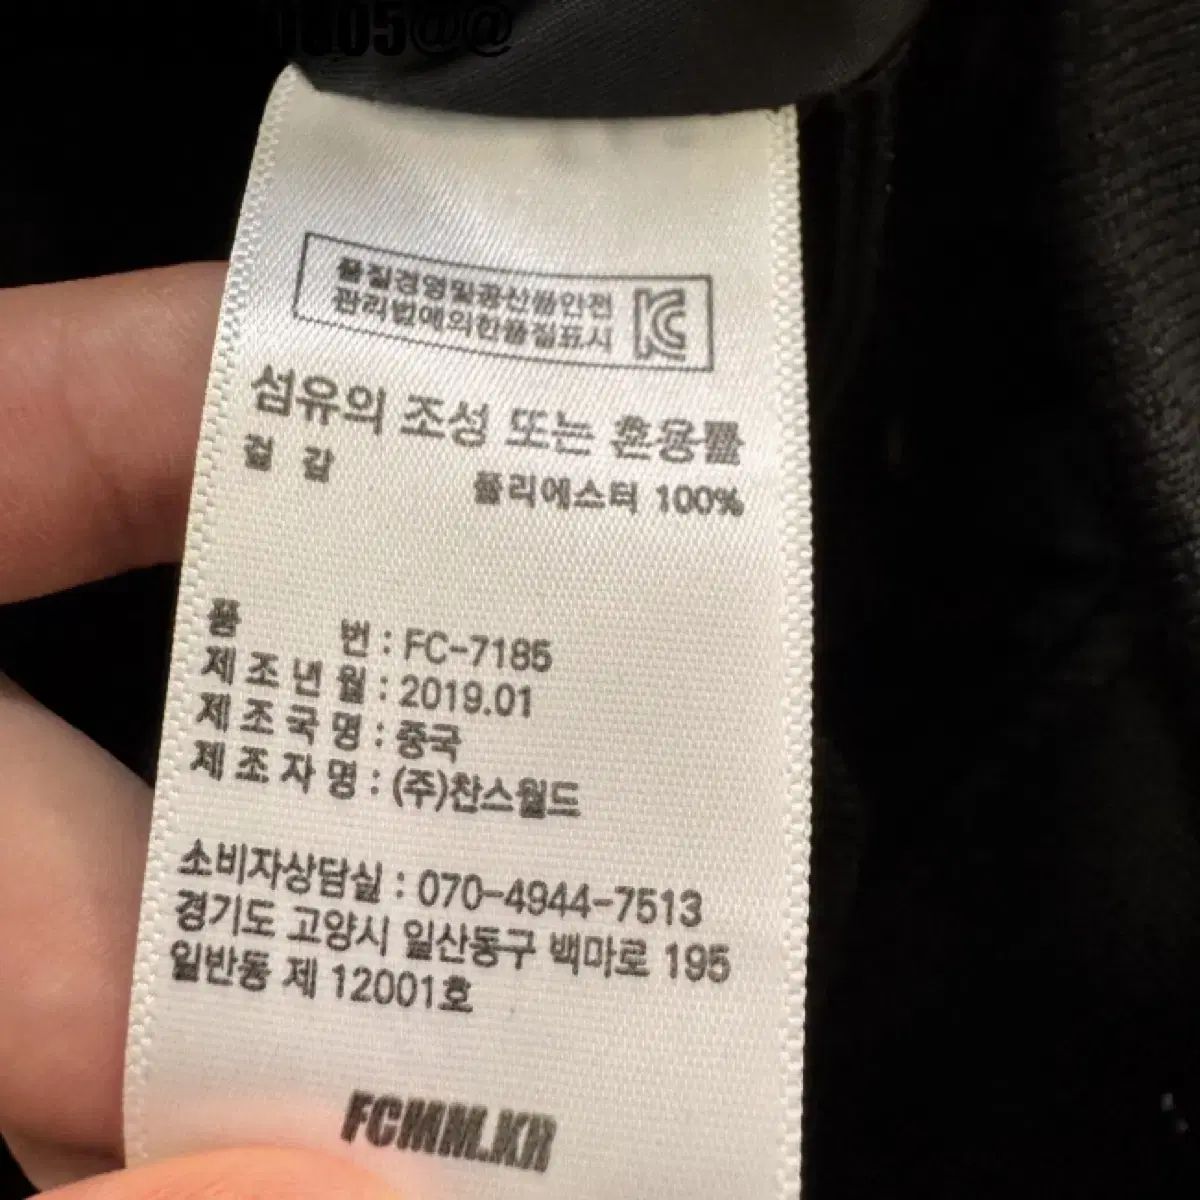 품질경영및공산품안전
관리법에의한품질표시
섬유의 조성 또는 혼용률
겉 감 폴리에스터 100%
품 번 : FC-7185
제 조 년 월 : 2019.01
제 조 국 명 : 중국
제 조 자 명 : (주)찬스월드
소비자상담실 : 070-4944-7513
경기도 고양시 일산동구 백마로 195
일반동 제 12001호
FCMM.KR